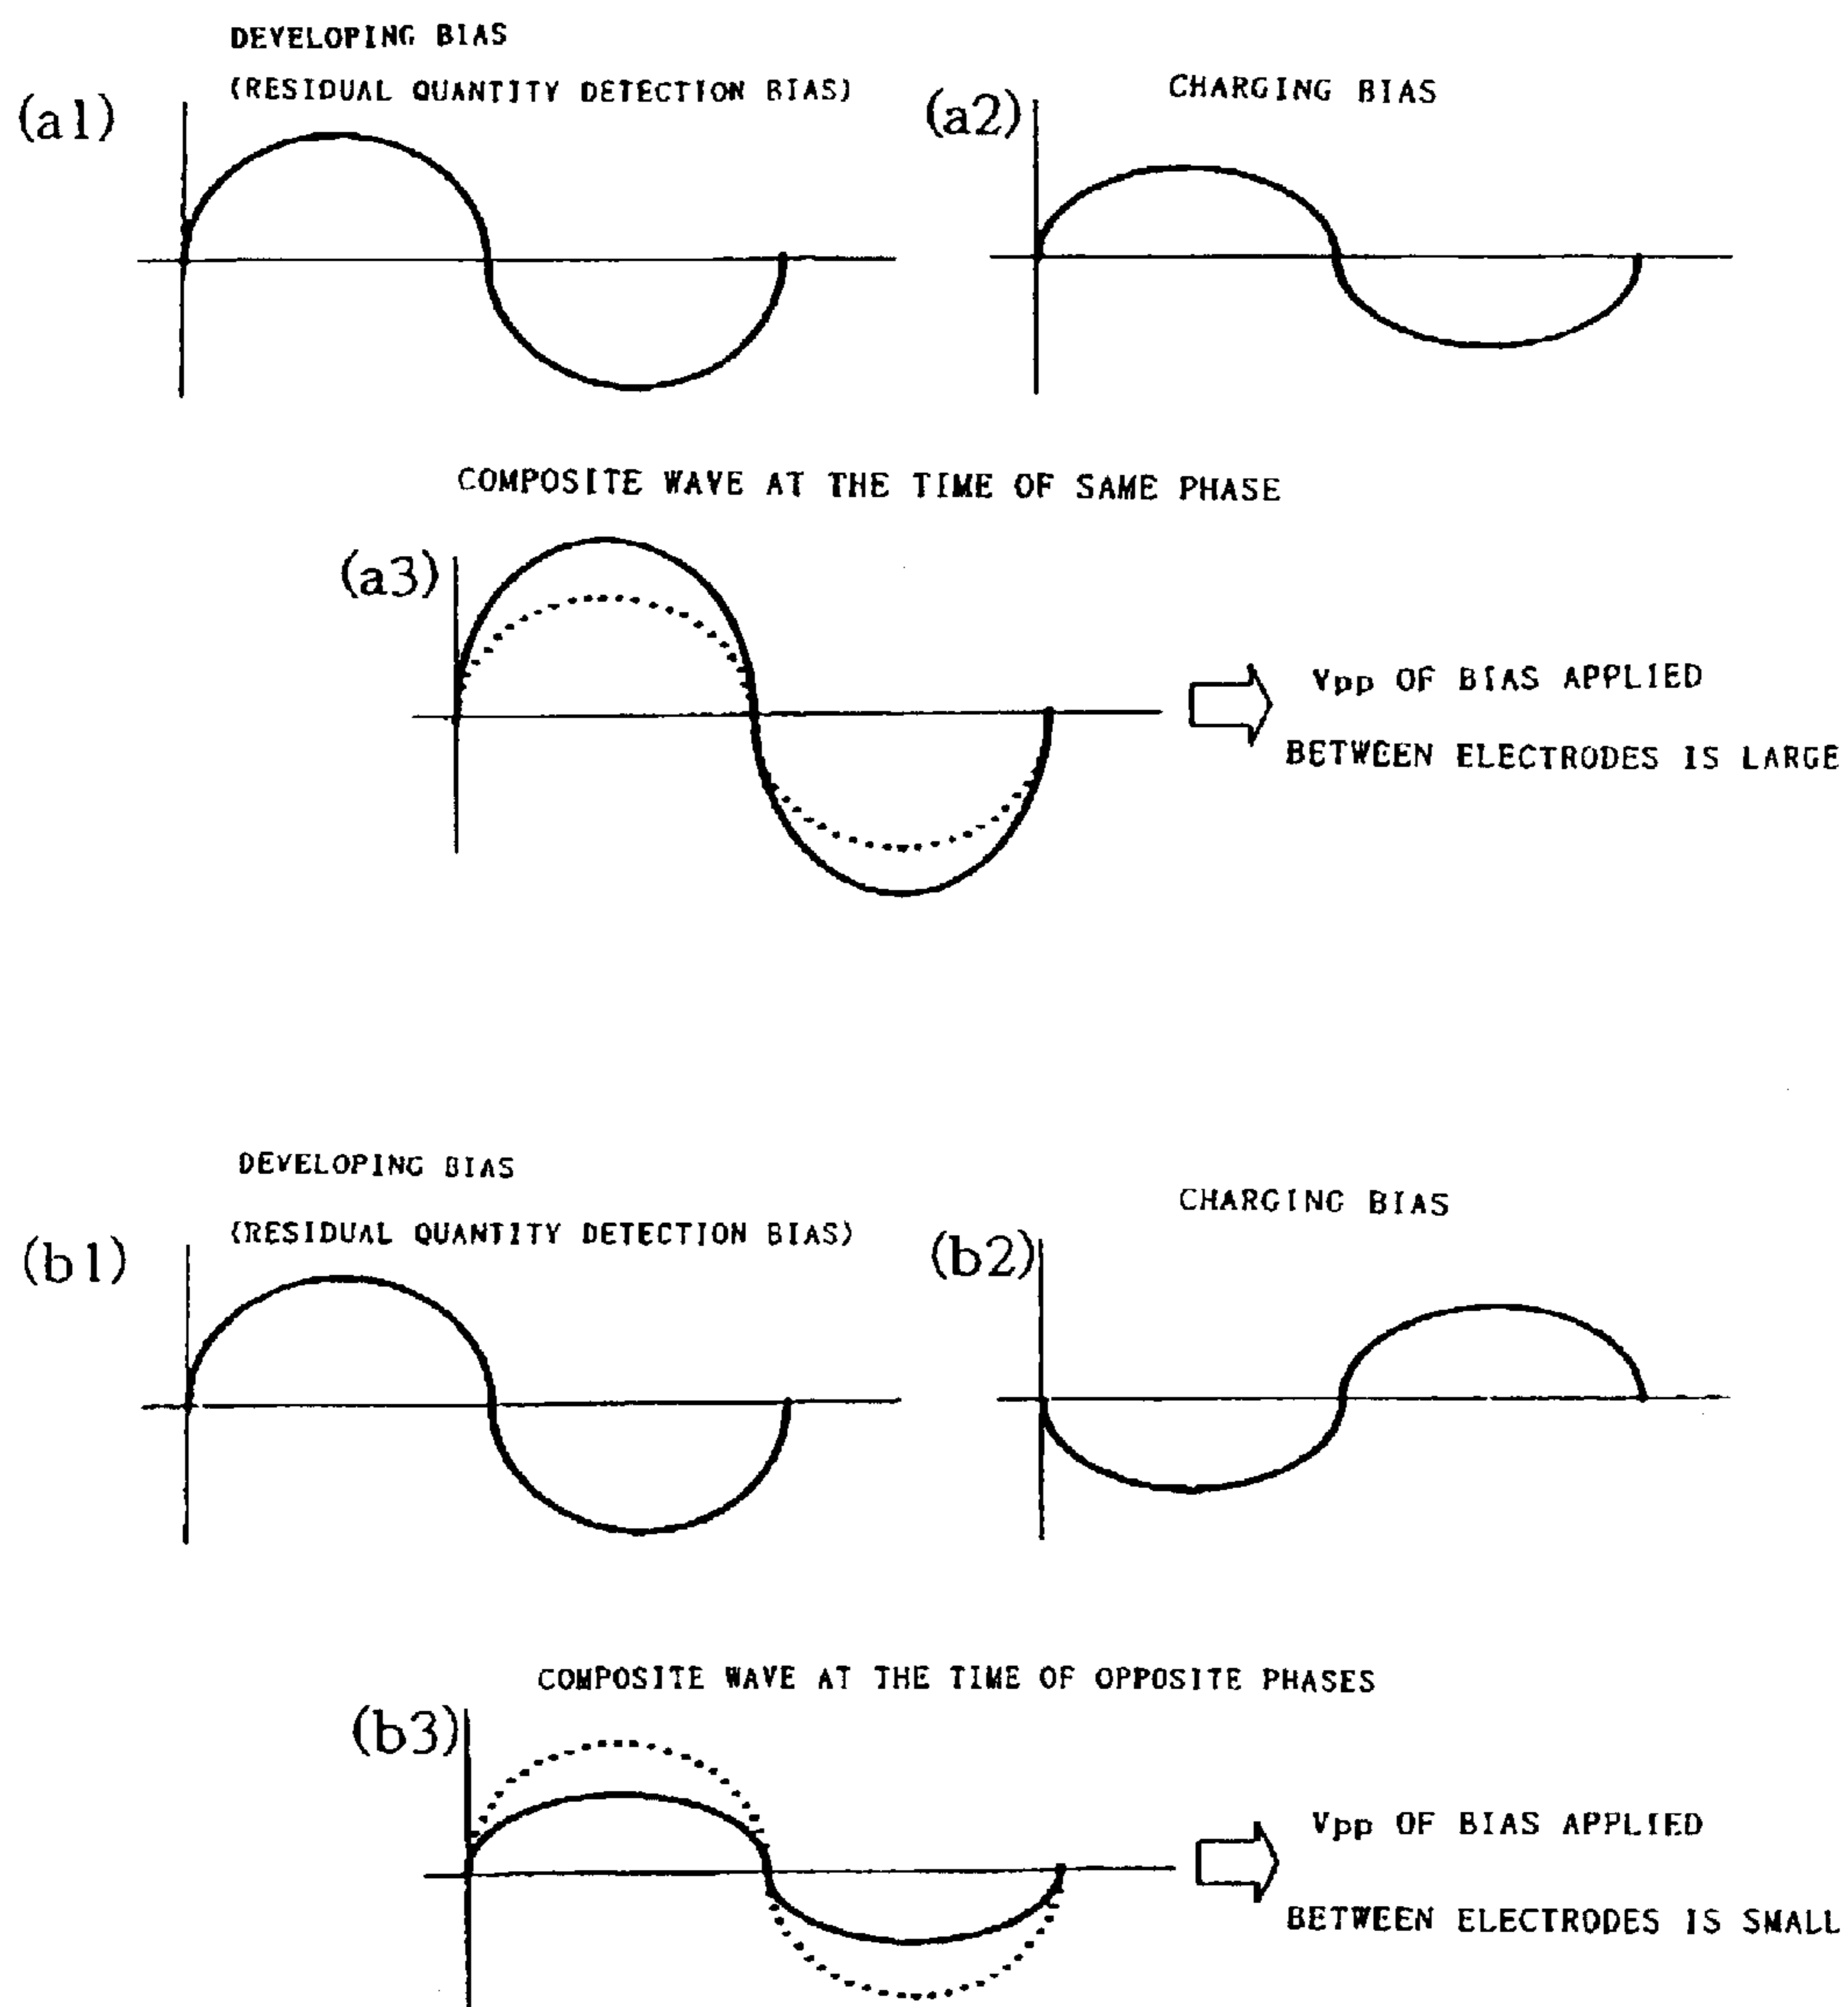 DEVELOPING BIAS
(RESIDUAL QUANTITY DETECTION BIAS)
(a1)
CHARGING BIAS
(a2)
COMPOSITE WAVE AT THE TIME OF SAME PHASE
(a3)
Vpp OF BIAS APPLIED
BETWEEN ELECTRODES IS LARGE
DEVELOPING BIAS
(RESIDUAL QUANTITY DETECTION BIAS)
(b1)
CHARGING BIAS
(b2)
COMPOSITE WAVE AT THE TIME OF OPPOSITE PHASES
(b3)
Vpp OF BIAS APPLIED
BETWEEN ELECTRODES IS SMALL